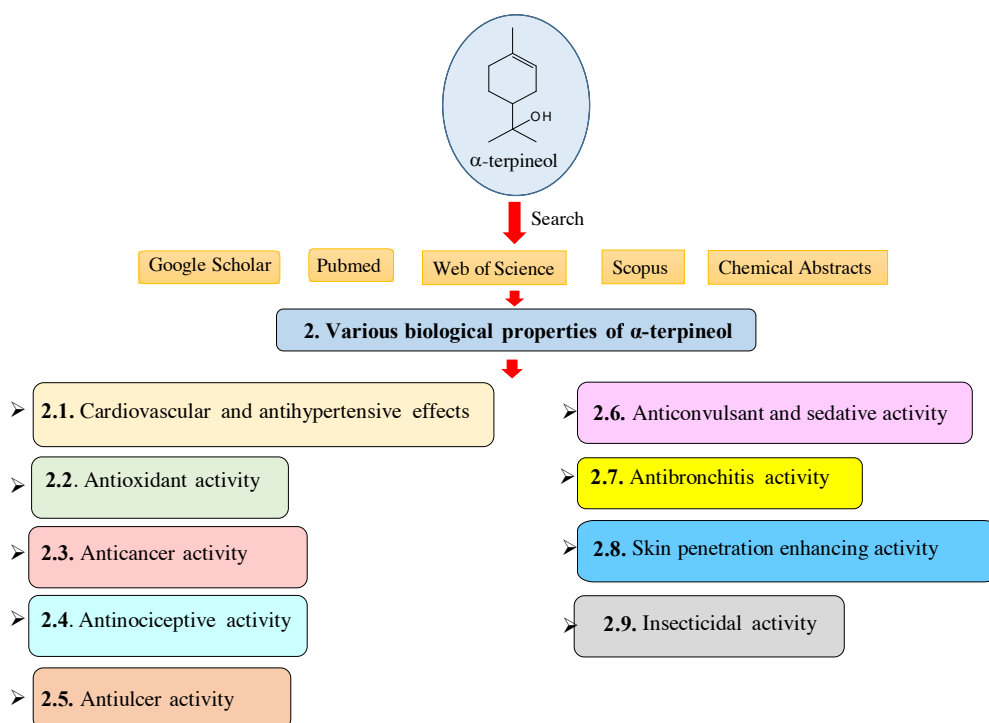 OH
α-terpineol
Search
Google Scholar
Pubmed
Web of Science
Scopus
Chemical Abstracts
2. Various biological properties of α-terpineol
2.1. Cardiovascular and antihypertensive effects
2.2. Antioxidant activity
2.3. Anticancer activity
2.4. Antinociceptive activity
2.5. Antiulcer activity
2.6. Anticonvulsant and sedative activity
2.7. Antibronchitis activity
2.8. Skin penetration enhancing activity
2.9. Insecticidal activity